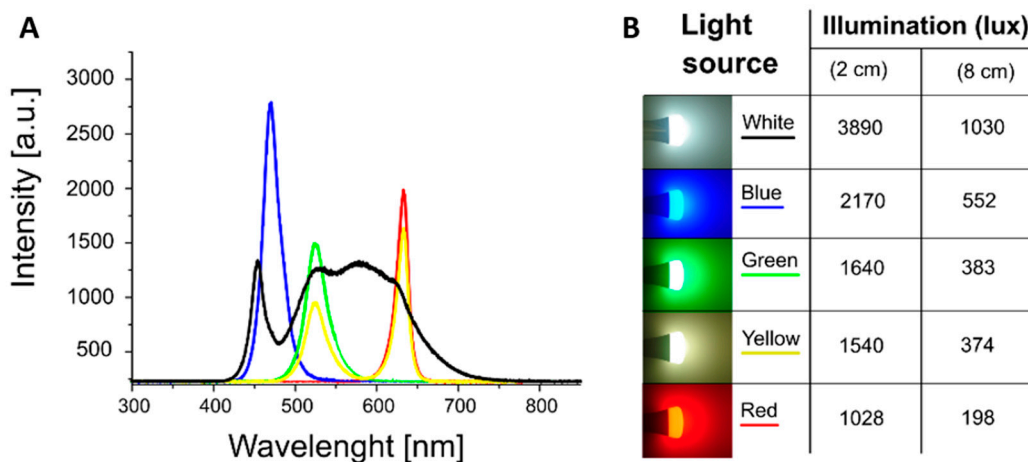 A
Intensity [a.u.]
3000
2500
2000
1500
1000
500
300 400 500 600 700 800
Wavelenght [nm]
B
Light source
Illumination (lux)
(2 cm) (8 cm)
White 3890 1030
Blue 2170 552
Green 1640 383
Yellow 1540 374
Red 1028 198